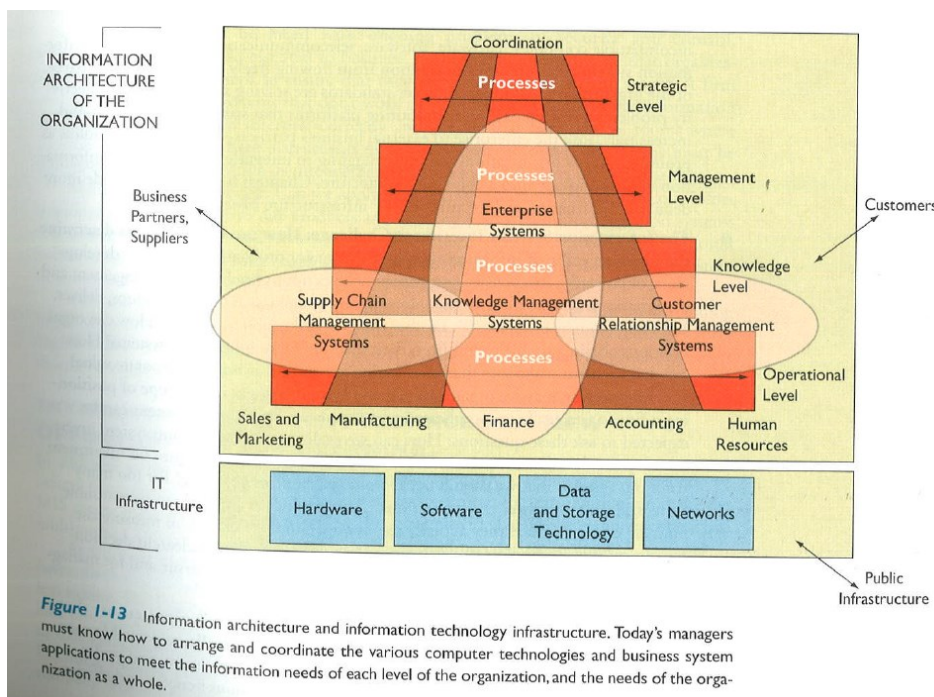 INFORMATION
ARCHITECTURE
OF THE
ORGANIZATION
Coordination
Processes
Strategic
Level
Processes
Management
Level
Business
Partners,
Suppliers
Customers
Enterprise
Systems
Processes
Knowledge
Level
Supply Chain
Management
Systems
Knowledge Management
Systems
Customer
Relationship Management
Systems
Processes
Operational
Level
Sales and
Marketing
Manufacturing
Finance
Accounting
Human
Resources
IT
Infrastructure
Hardware
Software
Data
and Storage
Technology
Networks
Public
Infrastructure
Figure 1-13 Information architecture and information technology infrastructure. Today's managers
must know how to arrange and coordinate the various computer technologies and business system
applications to meet the information needs of each level of the organization, and the needs of the orga-
nization as a whole.